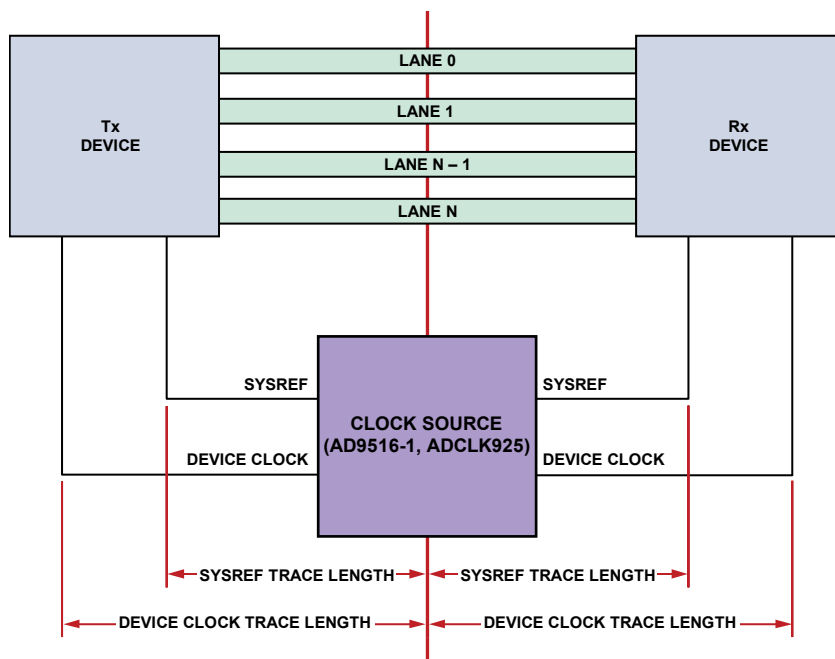 Tx
DEVICE
LANE 0
LANE 1
LANE N – 1
LANE N
Rx
DEVICE
SYSREF
SYSREF
CLOCK SOURCE
(AD9516-1, ADCLK925)
DEVICE CLOCK
DEVICE CLOCK
SYSREF TRACE LENGTH
SYSREF TRACE LENGTH
DEVICE CLOCK TRACE LENGTH
DEVICE CLOCK TRACE LENGTH